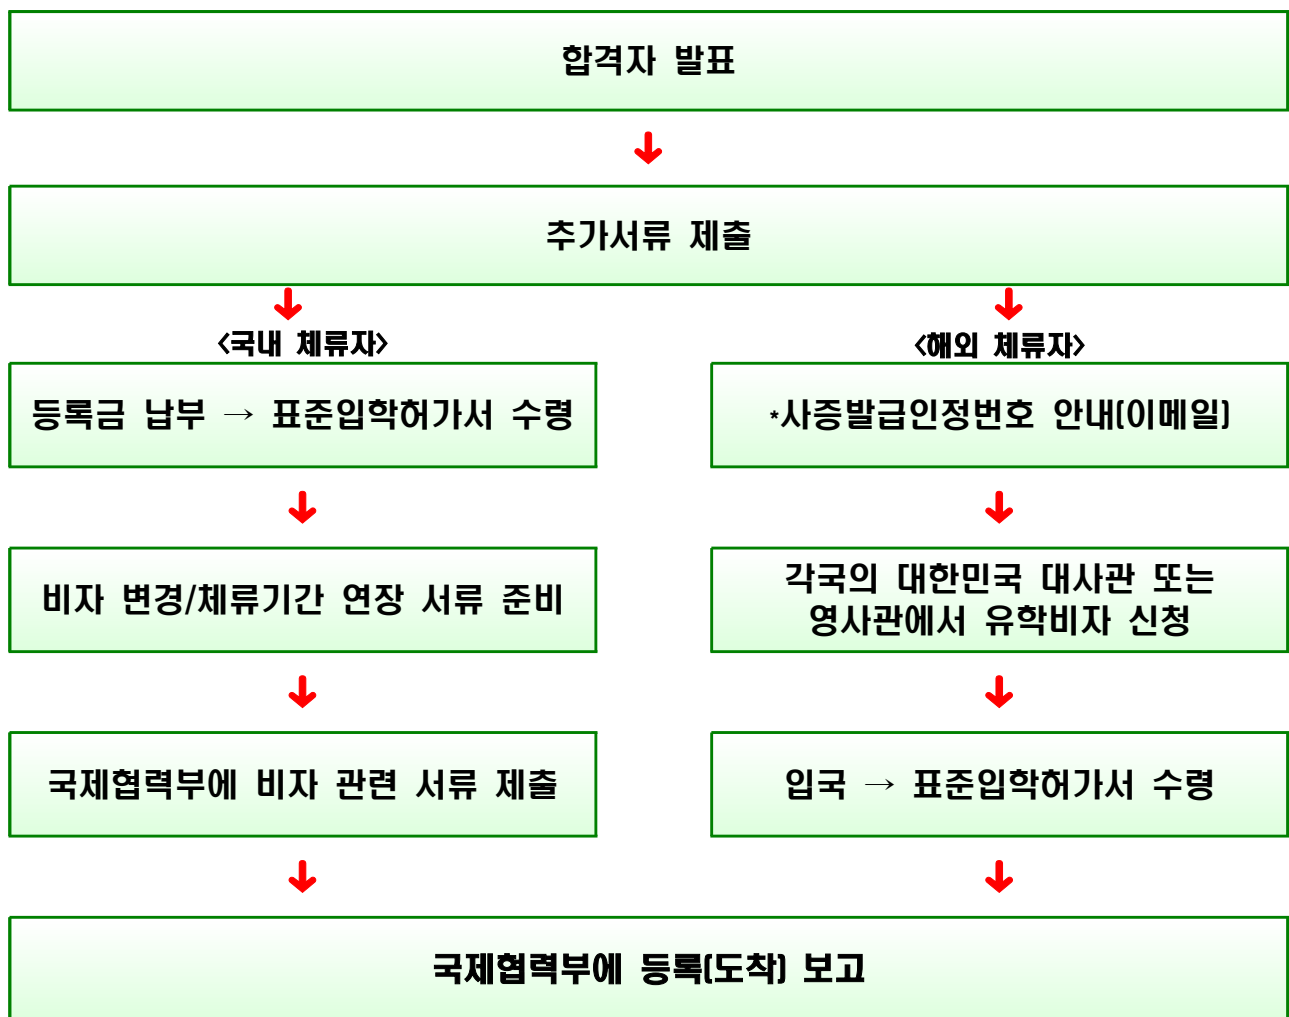 합격자 발표
추가서류 제출
<국내 체류자>
등록금 납부 → 표준입학허가서 수령
비자 변경/체류기간 연장 서류 준비
국제협력부에 비자 관련 서류 제출
<해외 체류자>
*사증발급인정번호 안내(이메일)
각국의 대한민국 대사관 또는
영사관에서 유학비자 신청
입국 → 표준입학허가서 수령
국제협력부에 등록(도착) 보고